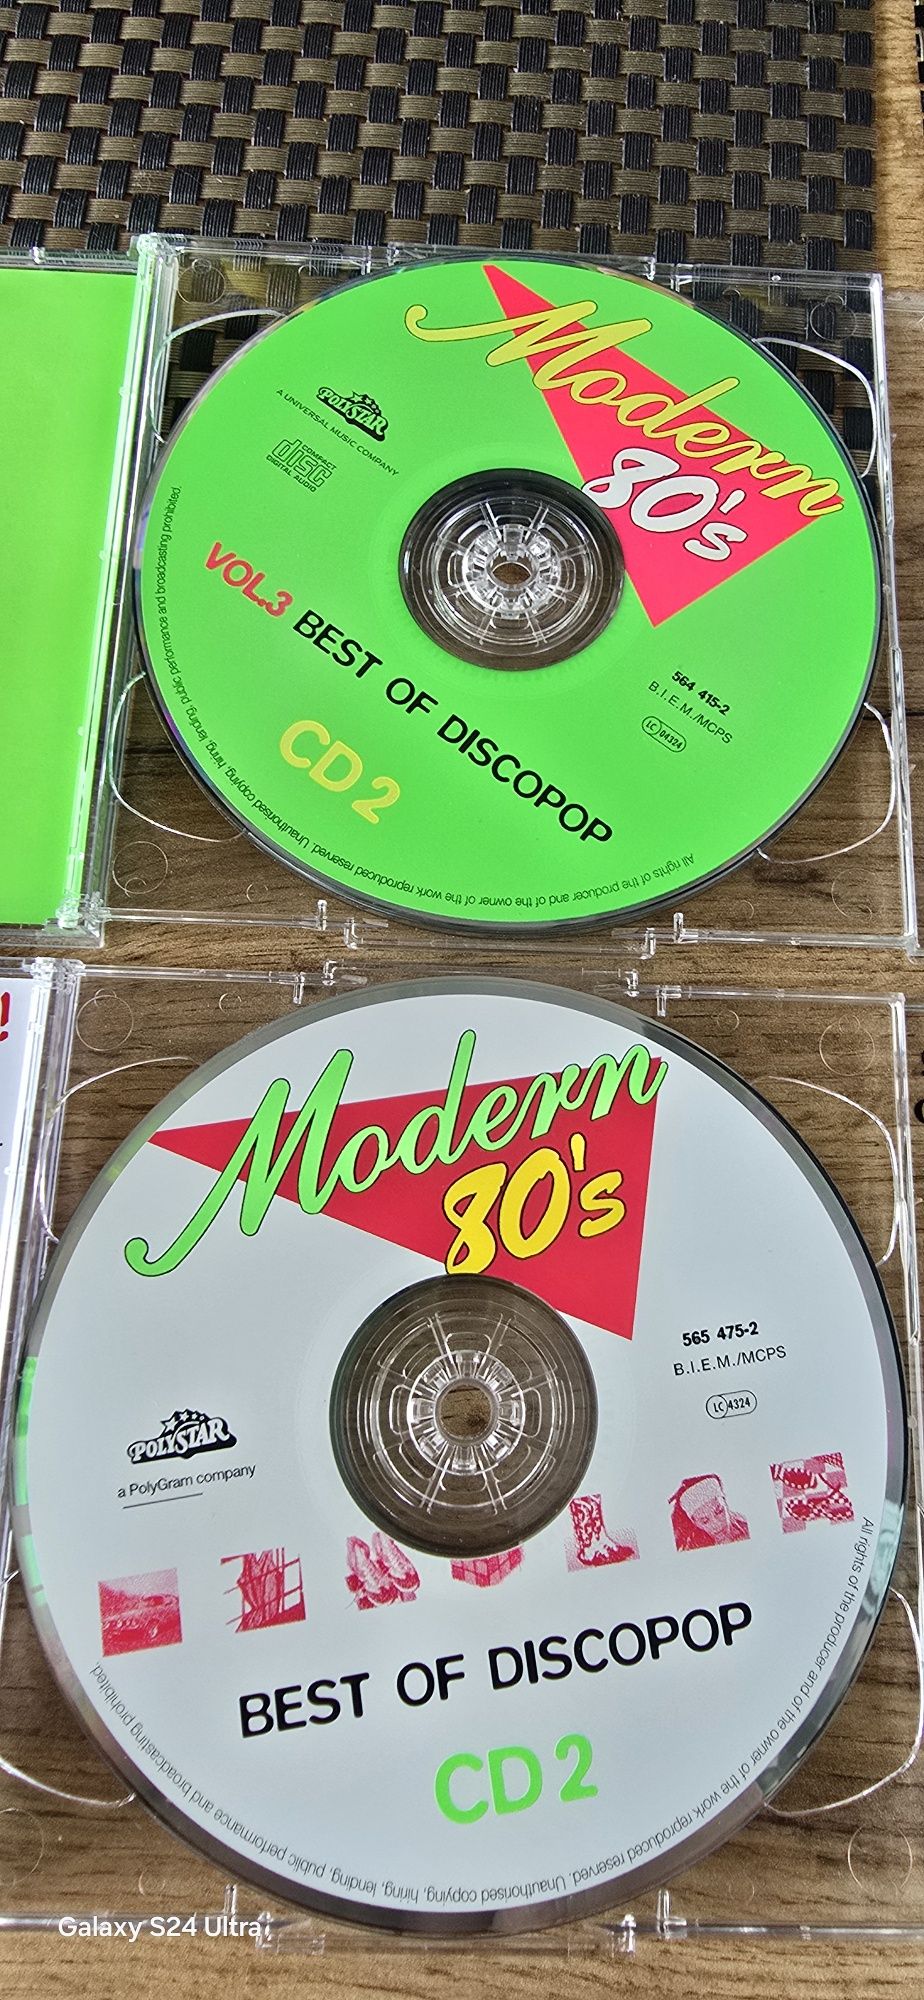 Modern
80's
POLYSTAR
A UNIVERSAL MUSIC COMPANY
COMPACT
disc
DIGITAL AUDIO
VOL.3 BEST OF DISCOPOP
CD 2
564 415-2
B.I.E.M./MCPS
LC 04324
All rights of the producer and of the owner of the work reproduced reserved. Unauthorised copying, hiring, lending, public performance and broadcasting prohibited.
!
Modern
80's
565 475-2
B.I.E.M./MCPS
LC 4324
POLYSTAR
a PolyGram company
BEST OF DISCOPOP
CD 2
All rights of the producer and of the owner of the work reproduced reserved. Unauthorised copying, hiring, lending, public performance and broadcasting prohibited.
Galaxy S24 Ultra